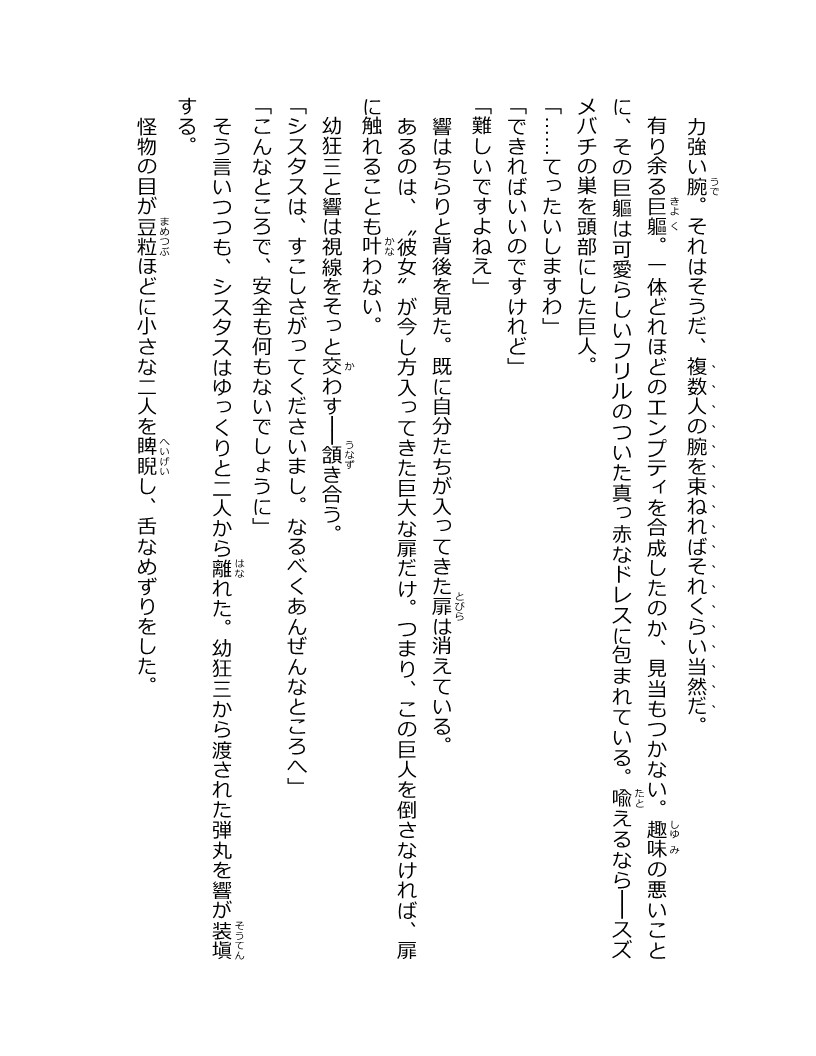 力強い腕。それはそうだ、複数人の腕を束ねればそれくらい当然だ。
有り余る巨軀。一体どれほどのエンプティを合成したのか、見当もつかない。趣味の悪いこと
に、その巨軀は可愛らしいフリルのついた真っ赤なドレスに包まれている。喩えるなら――スズ
メバチの巣を頭部にした巨人。
「……てったいしますわ」
「できればいいのですけれど」
「難しいですよねえ」
響はちらりと背後を見た。既に自分たちが入ってきた扉は消えている。
あるのは、〝彼女〟が今し方入ってきた巨大な扉だけ。つまり、この巨人を倒さなければ、扉
に触れることも叶わない。
幼狂三と響は視線をそっと交わす――頷き合う。
「シスタスは、すこしさがってくださいまし。なるべくあんぜんなところへ」
「こんなところで、安全も何もないでしょうに」
そう言いつつも、シスタスはゆっくりと二人から離れた。幼狂三から渡された弾丸を響が装塡
する。
怪物の目が豆粒ほどに小さな二人を睥睨し、舌なめずりをした。